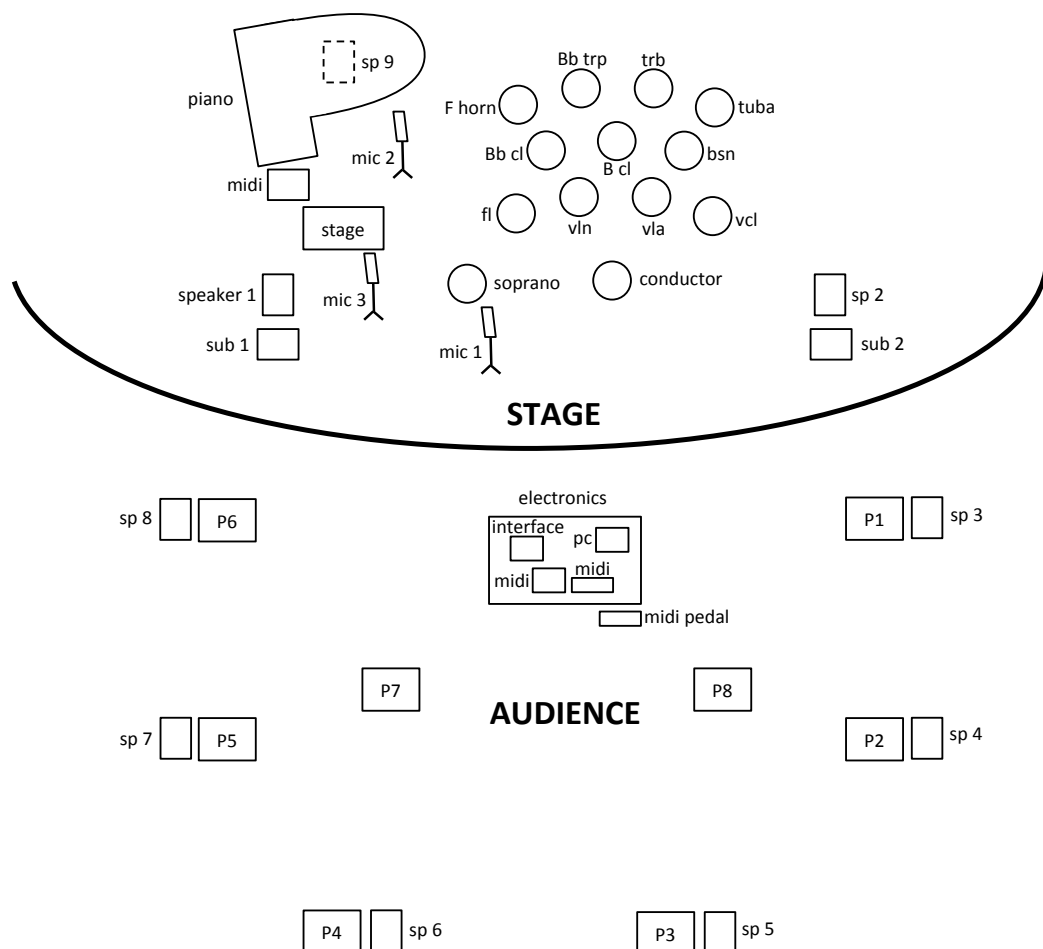 Bb trp
trb
sp 9
piano
F horn
tuba
mic 2
Bb cl
B cl
bsn
midi
fl
vln
vla
vcl
stage
speaker 1
mic 3
soprano
conductor
sp 2
sub 1
mic 1
sub 2
STAGE
electronics
sp 8
P6
interface
pc
P1
sp 3
midi
midi
midi pedal
P7
P8
AUDIENCE
sp 7
P5
P2
sp 4
P4
sp 6
P3
sp 5